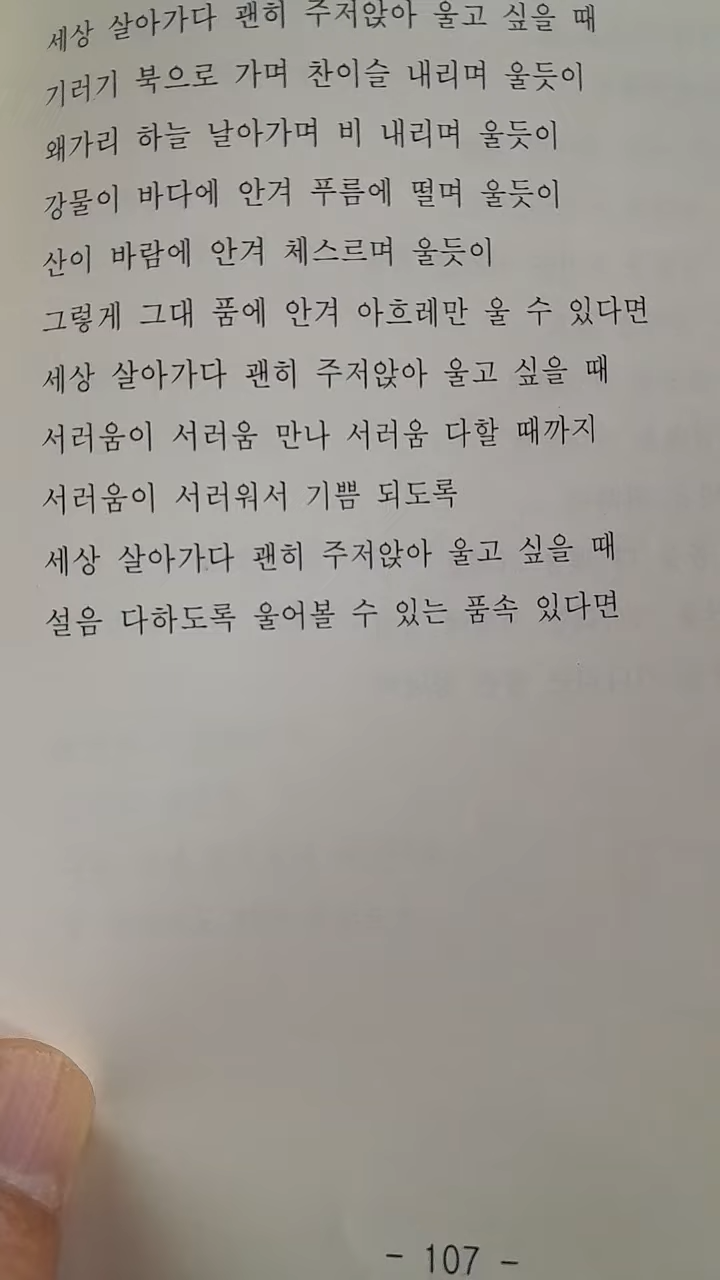 세상 살아가다 괜히 주저앉아 울고 싶을 때
기러기 북으로 가며 찬이슬 내리며 울듯이
왜가리 하늘 날아가며 비 내리며 울듯이
강물이 바다에 안겨 푸름에 떨며 울듯이
산이 바람에 안겨 체스르며 울듯이
그렇게 그대 품에 안겨 아흐레만 울 수 있다면
세상 살아가다 괜히 주저앉아 울고 싶을 때
서러움이 서러움 만나 서러움 다할 때까지
서러움이 서러워서 기쁨 되도록
세상 살아가다 괜히 주저앉아 울고 싶을 때
설음 다하도록 울어볼 수 있는 품속 있다면
- 107 -